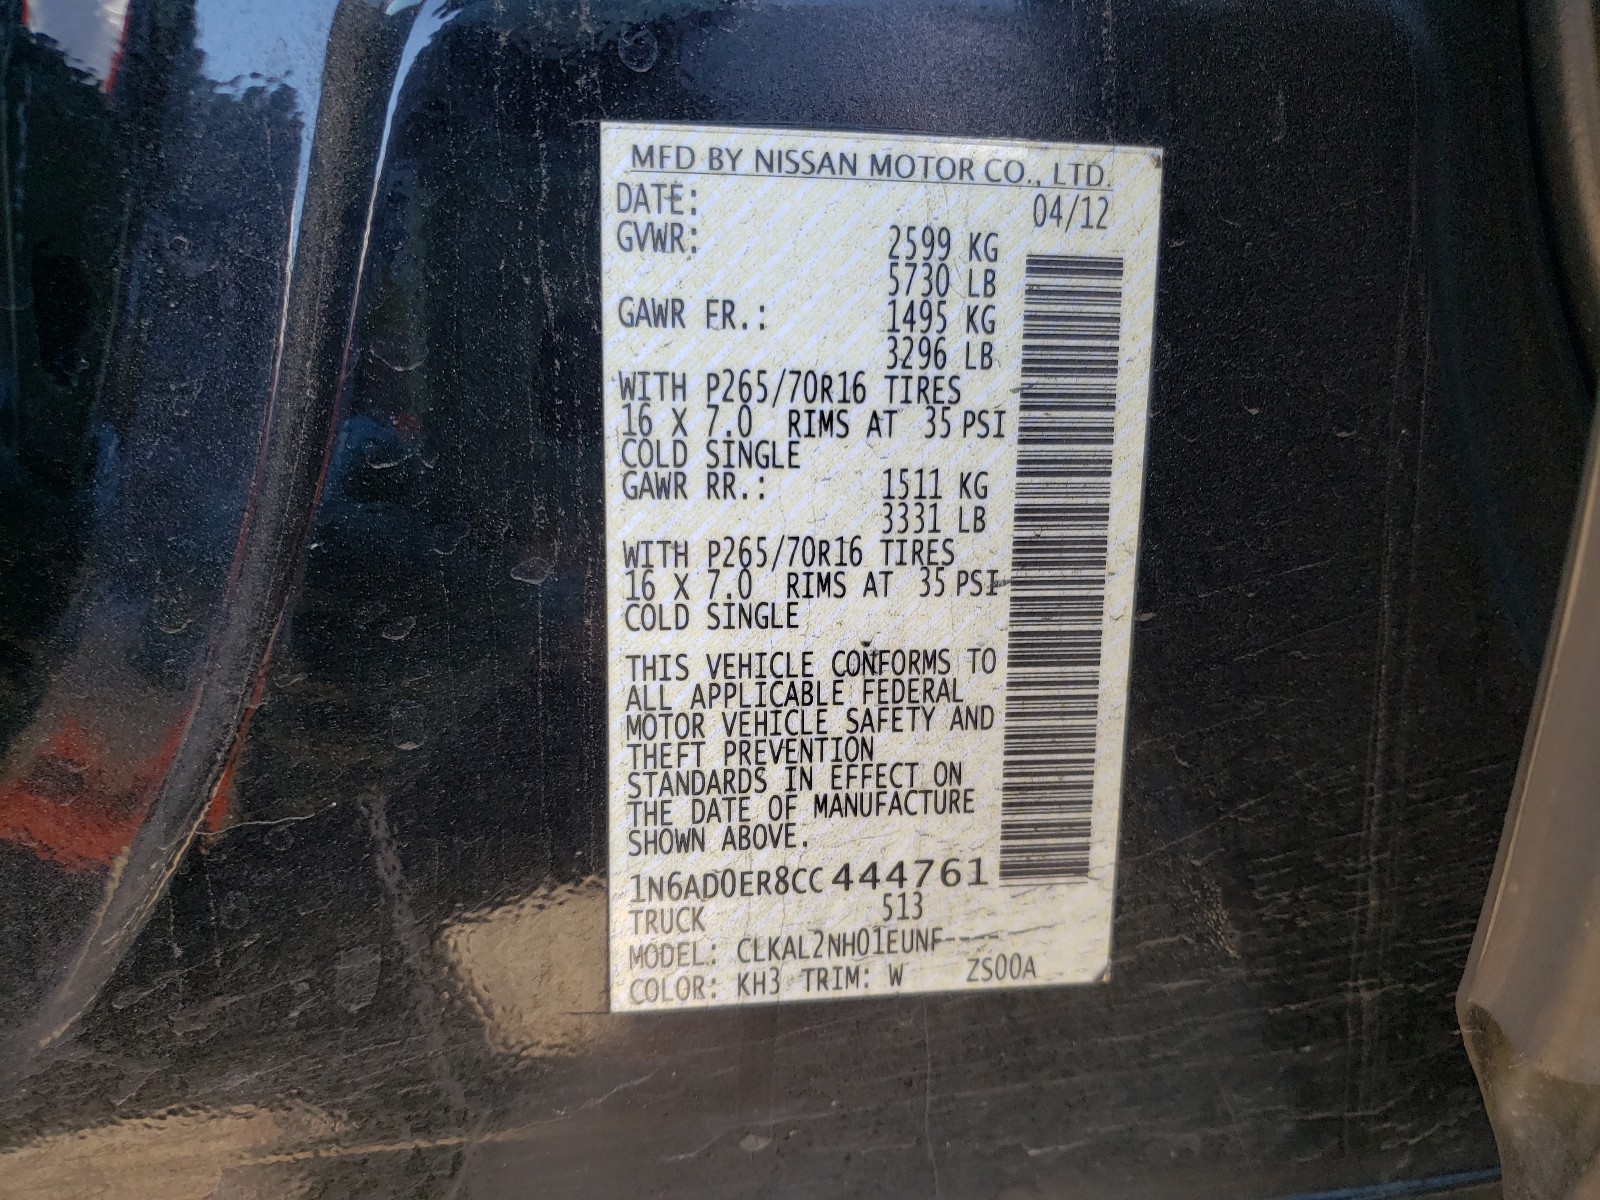 MFD BY NISSAN MOTOR CO., LTD.
DATE: 04/12
GVWR: 2599 KG
5730 LB
GAWR FR.: 1495 KG
3296 LB
WITH P265/70R16 TIRES
16 X 7.0 RIMS AT 35 PSI
COLD SINGLE
GAWR RR.: 1511 KG
3331 LB
WITH P265/70R16 TIRES
16 X 7.0 RIMS AT 35 PSI
COLD SINGLE
THIS VEHICLE CONFORMS TO
ALL APPLICABLE FEDERAL
MOTOR VEHICLE SAFETY AND
THEFT PREVENTION
STANDARDS IN EFFECT ON
THE DATE OF MANUFACTURE
SHOWN ABOVE.
1N6AD0ER8CC444761
TRUCK 513
MODEL: CLKAL2NH01EUNF----
COLOR: KH3 TRIM: W ZS00A